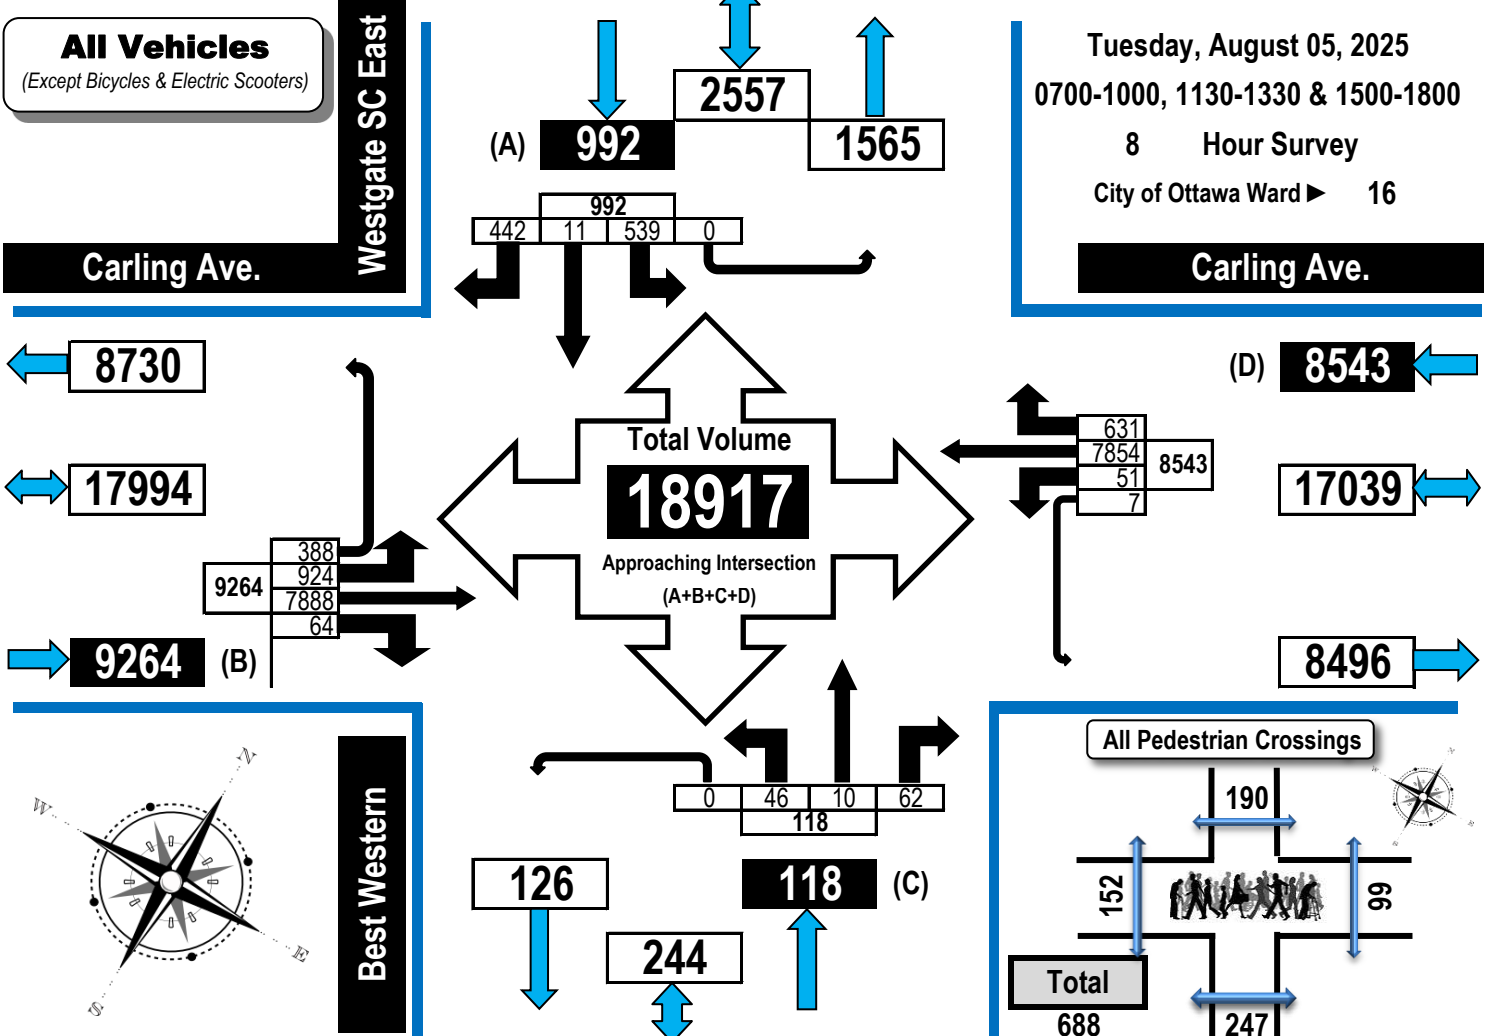 All Vehicles
(Except Bicycles & Electric Scooters)
Westgate SC East
Carling Ave.
2557
(A) 992
1565
992
442 11 539 0
Tuesday, August 05, 2025
0700-1000, 1130-1330 & 1500-1800
8 Hour Survey
City of Ottawa Ward ► 16
Carling Ave.
8730
17994
388
924
7888
64
9264
9264 (B)
Total Volume
18917
Approaching Intersection
(A+B+C+D)
(D) 8543
631
7854
51
7
8543
17039
8496
N
W
E
S
Best Western
0 46 10 62
118
126
118 (C)
244
All Pedestrian Crossings
N
W
E
S
190
152
99
Total
688
247